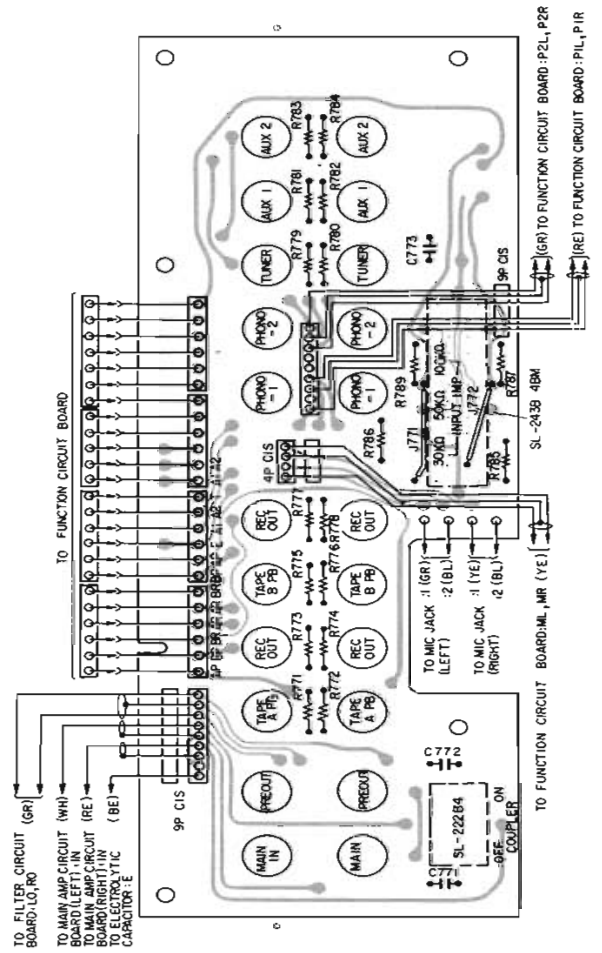 TO FUNCTION CIRCUIT BOARD
TO FILTER CIRCUIT (GR)
BOARD:LO,RO
TO MAIN AMP CIRCUIT (WH)
BOARD(LEFT):IN
TO MAIN AMP CIRCUIT (RE)
BOARD(RIGHT):IN
TO ELECTROLYTIC (BE)
CAPACITOR:E
9P CIS
A1 A2
4P CIS
MAIN IN
PREOUT
TAPE A PB
REC OUT
TAPE B PB
REC OUT
PHONO -1
PHONO -2
TUNER
AUX 1
AUX 2
R771
R773
R775
R777
R779
R781
R783
R772
R774
R776
R778
R780
R782
R784
MAIN
PREOUT
TAPE A PB
REC OUT
TAPE B PB
REC OUT
PHONO -1
PHONO -2
TUNER
AUX 1
AUX 2
C772
SL-222B4
OFF ON
COUPLER
R786
R789
C773
J771
30KΩ 50KΩ 100KΩ
INPUT IMP
J772
R785
R787
9P CIS
SL-243B 4BM
TO MIC JACK :1 (GR)
(LEFT) :2 (BL)
TO MIC JACK :1 (YE)
(RIGHT) :2 (BL)
TO FUNCTION CIRCUIT BOARD:ML, MR (YE)
(GR) TO FUNCTION CIRCUIT BOARD:P2L, P2R
(RE) TO FUNCTION CIRCUIT BOARD:P1L, P1R